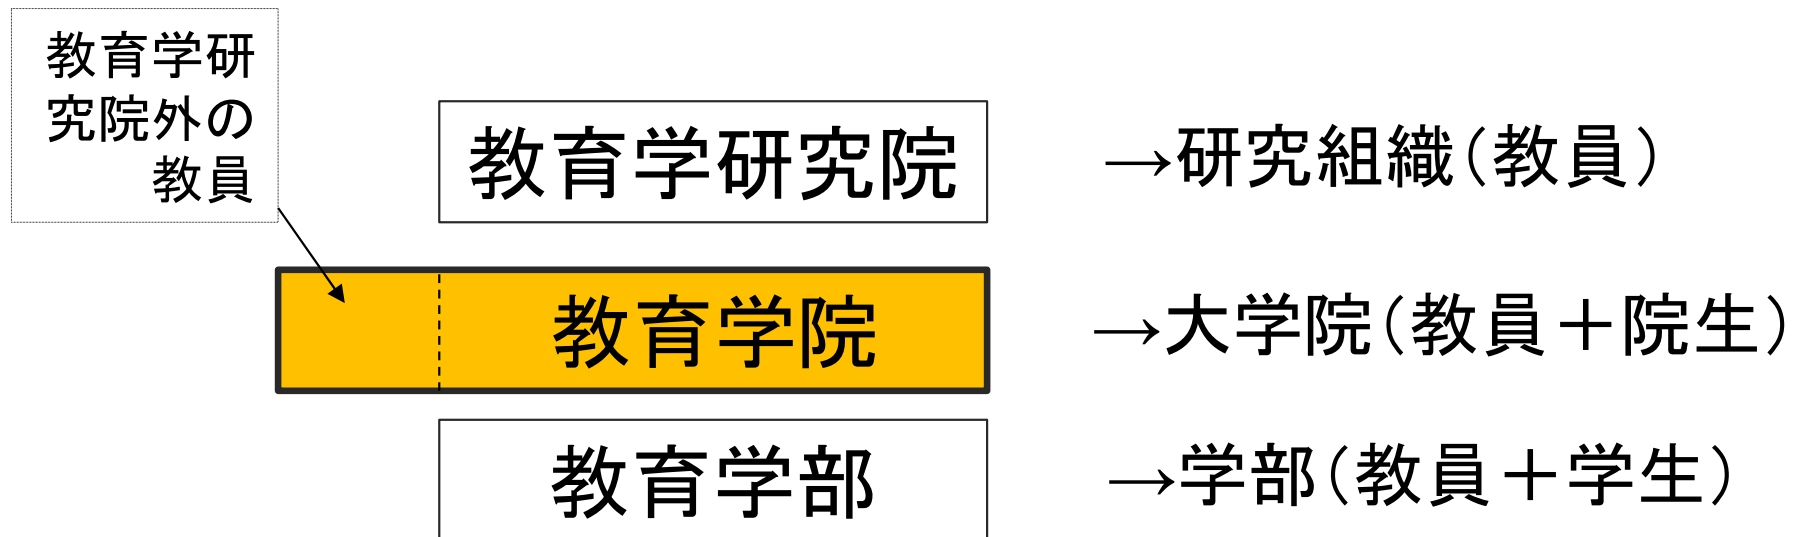 教育学研
究院外の
教員
教育学研究院
→研究組織（教員）
教育学院
→大学院（教員＋院生）
教育学部
→学部（教員＋学生）